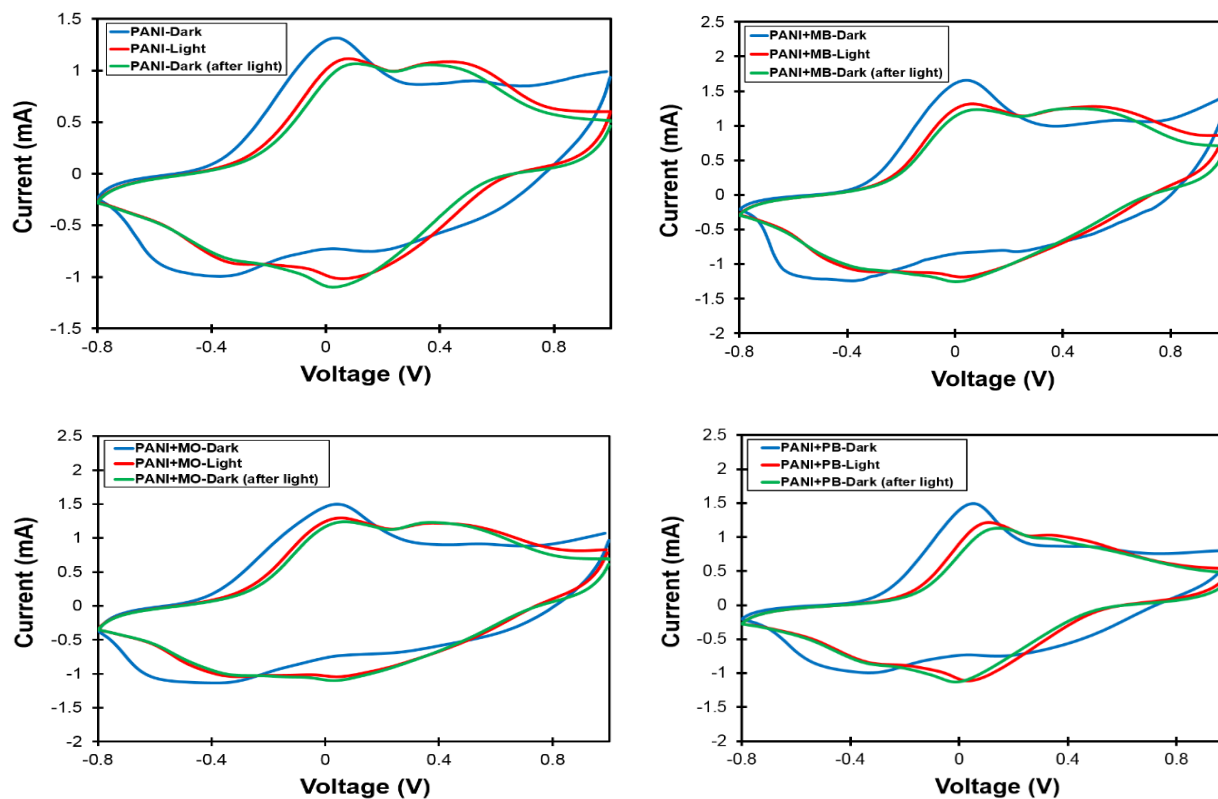 PANI-Dark
PANI-Light
PANI-Dark (after light)
Current (mA)
1.5
1
0.5
0
-0.5
-1
-1.5
-0.8
-0.4
0
0.4
0.8
Voltage (V)
PANI+MB-Dark
PANI+MB-Light
PANI+MB-Dark (after light)
Current (mA)
2.5
2
1.5
1
0.5
0
-0.5
-1
-1.5
-2
-0.8
-0.4
0
0.4
0.8
Voltage (V)
PANI+MO-Dark
PANI+MO-Light
PANI+MO-Dark (after light)
Current (mA)
2.5
2
1.5
1
0.5
0
-0.5
-1
-1.5
-2
-0.8
-0.4
0
0.4
0.8
Voltage (V)
PANI+PB-Dark
PANI+PB-Light
PANI+PB-Dark (after light)
Current (mA)
2.5
2
1.5
1
0.5
0
-0.5
-1
-1.5
-2
-0.8
-0.4
0
0.4
0.8
Voltage (V)